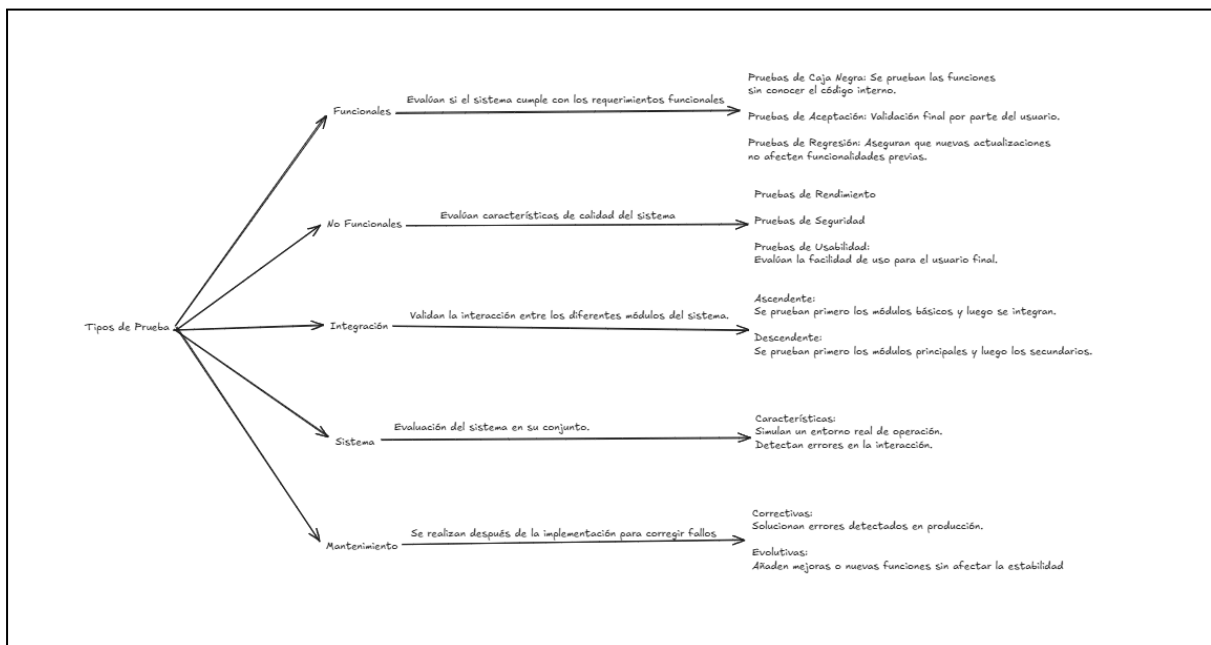 Tipos de Prueba
Funcionales
Evalúan si el sistema cumple con los requerimientos funcionales
Pruebas de Caja Negra: Se prueban las funciones
sin conocer el código interno.
Pruebas de Aceptación: Validación final por parte del usuario.
Pruebas de Regresión: Aseguran que nuevas actualizaciones
no afecten funcionalidades previas.
No Funcionales
Evalúan características de calidad del sistema
Pruebas de Rendimiento
Pruebas de Seguridad
Pruebas de Usabilidad:
Evalúan la facilidad de uso para el usuario final.
Integración
Validan la interacción entre los diferentes módulos del sistema.
Ascendente:
Se prueban primero los módulos básicos y luego se integran.
Descendente:
Se prueban primero los módulos principales y luego los secundarios.
Sistema
Evaluación del sistema en su conjunto.
Características:
Simulan un entorno real de operación.
Detectan errores en la interacción.
Mantenimiento
Se realizan después de la implementación para corregir fallos
Correctivas:
Solucionan errores detectados en producción.
Evolutivas:
Añaden mejoras o nuevas funciones sin afectar la estabilidad